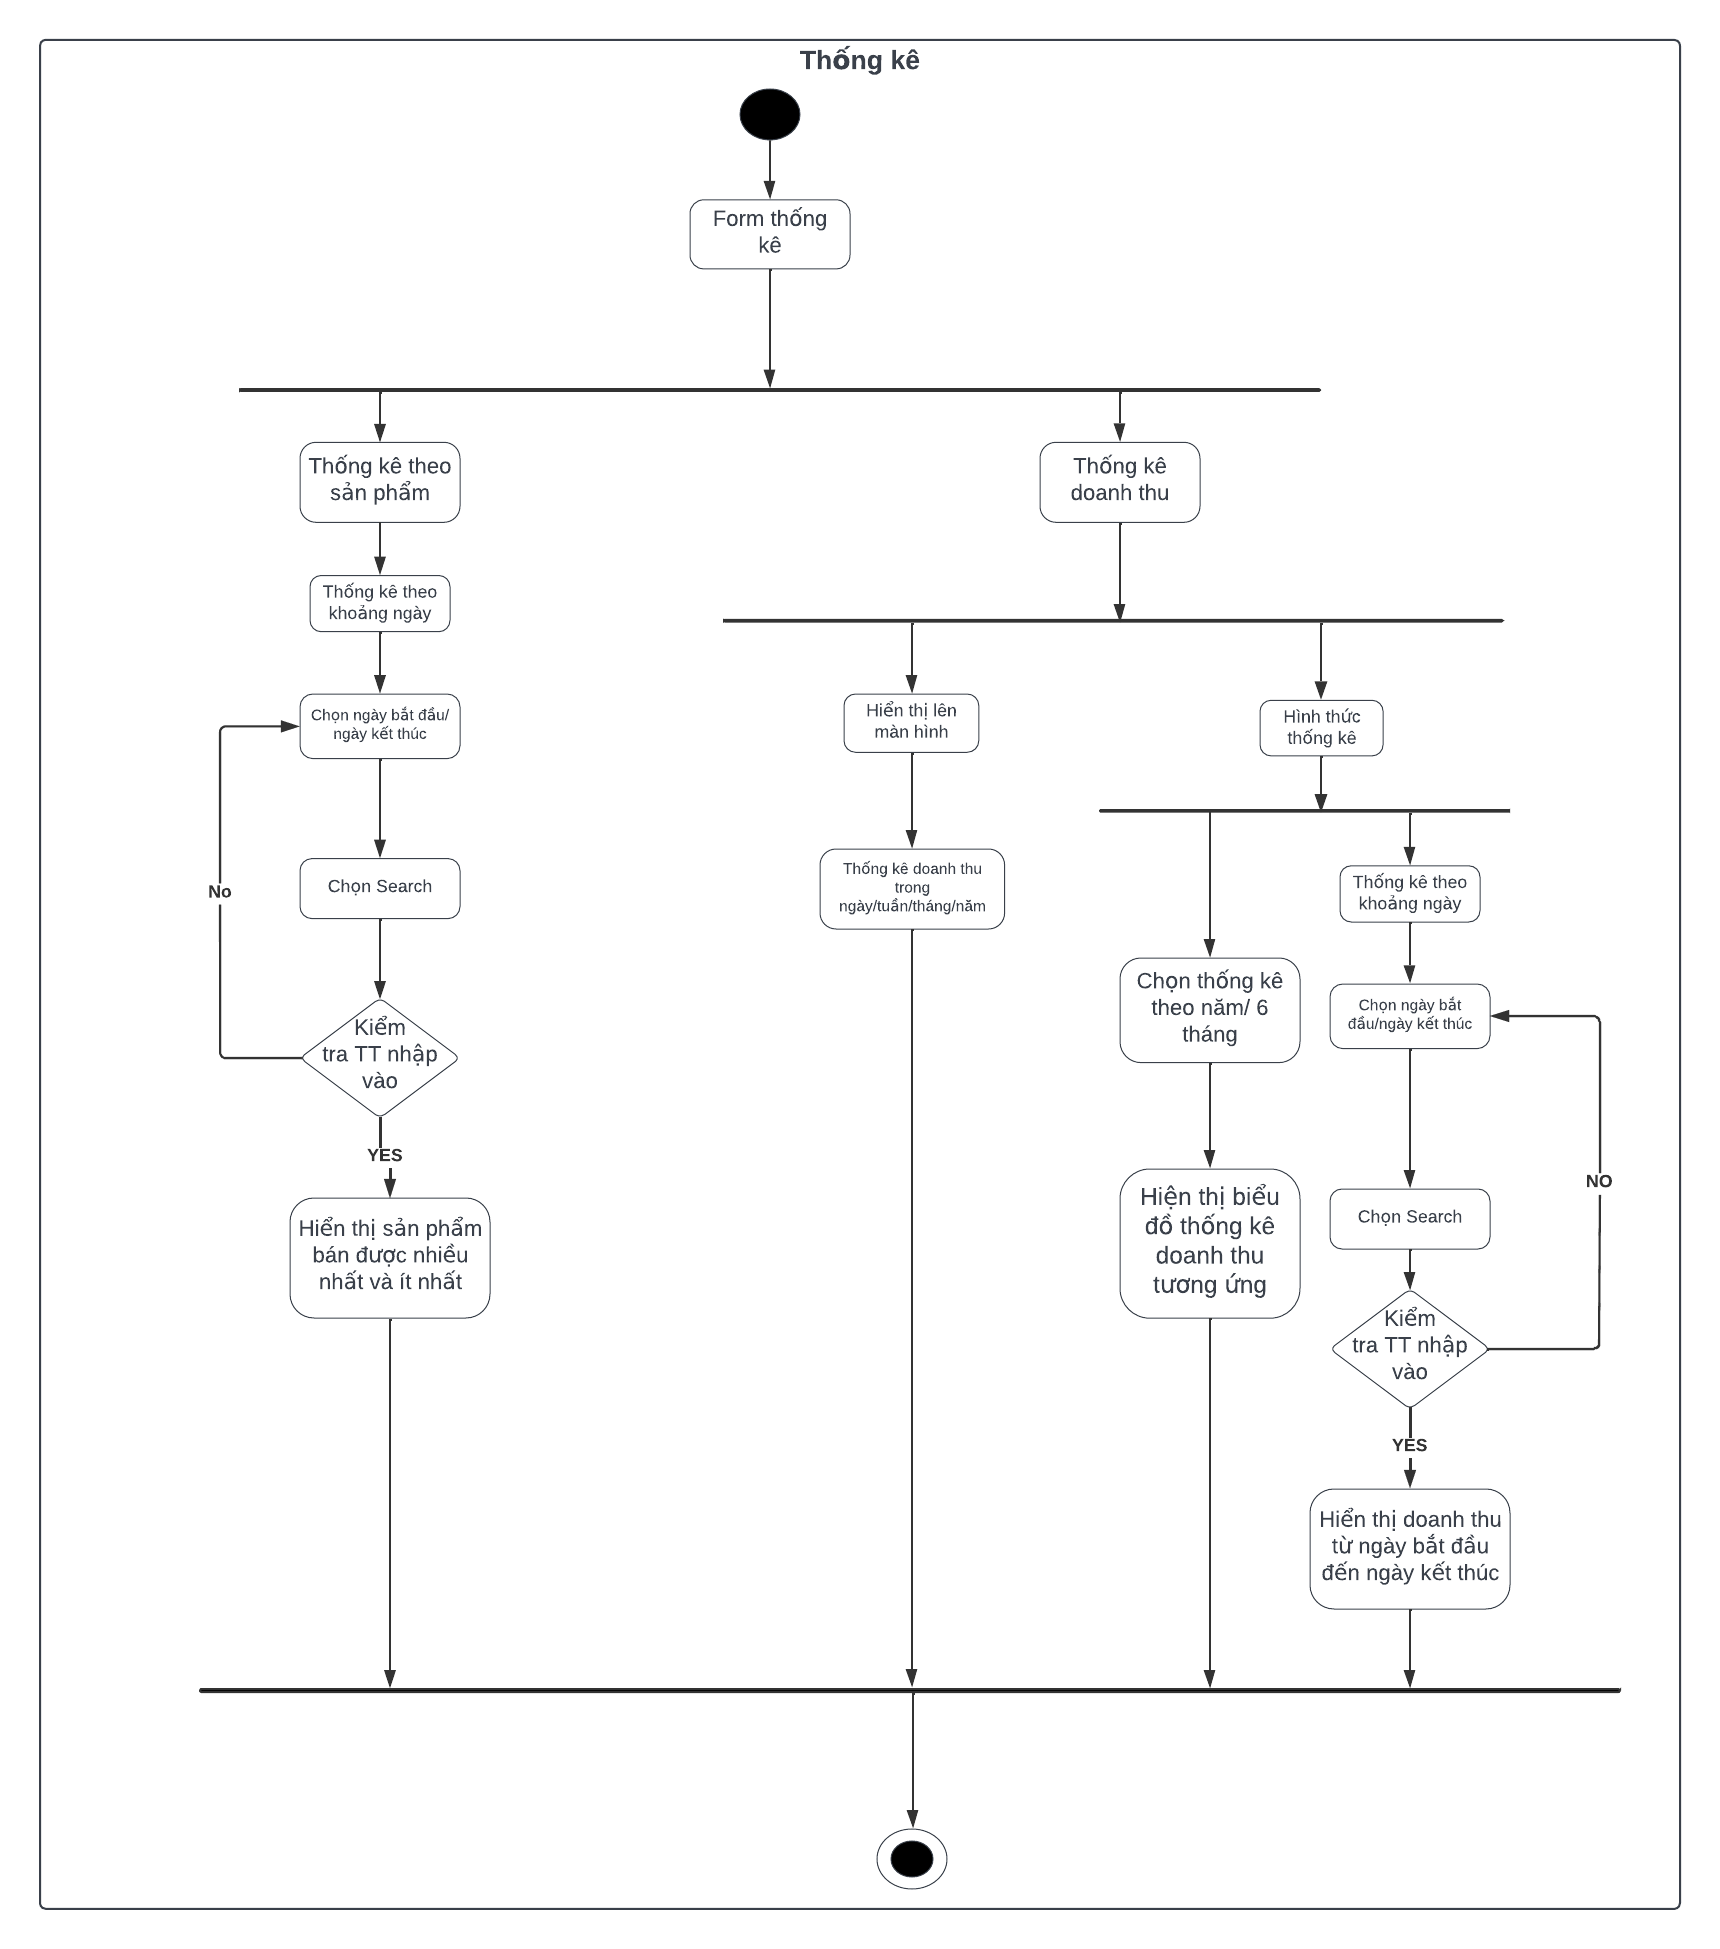 Thống kê
Form thống
kê
Thống kê theo
sản phẩm
Thống kê
doanh thu
Thống kê theo
khoảng ngày
Chọn ngày bắt đầu/
ngày kết thúc
Hiển thị lên
màn hình
Hình thức
thống kê
No
Chọn Search
Thống kê doanh thu
trong
ngày/tuần/tháng/năm
Thống kê theo
khoảng ngày
Chọn thống kê
theo năm/ 6
tháng
Chọn ngày bắt
đầu/ngày kết thúc
Kiểm
tra TT nhập
vào
YES
Hiển thị sản phẩm
bán được nhiều
nhất và ít nhất
Hiện thị biểu
đồ thống kê
doanh thu
tương ứng
NO
Chọn Search
Kiểm
tra TT nhập
vào
YES
Hiển thị doanh thu
từ ngày bắt đầu
đến ngày kết thúc